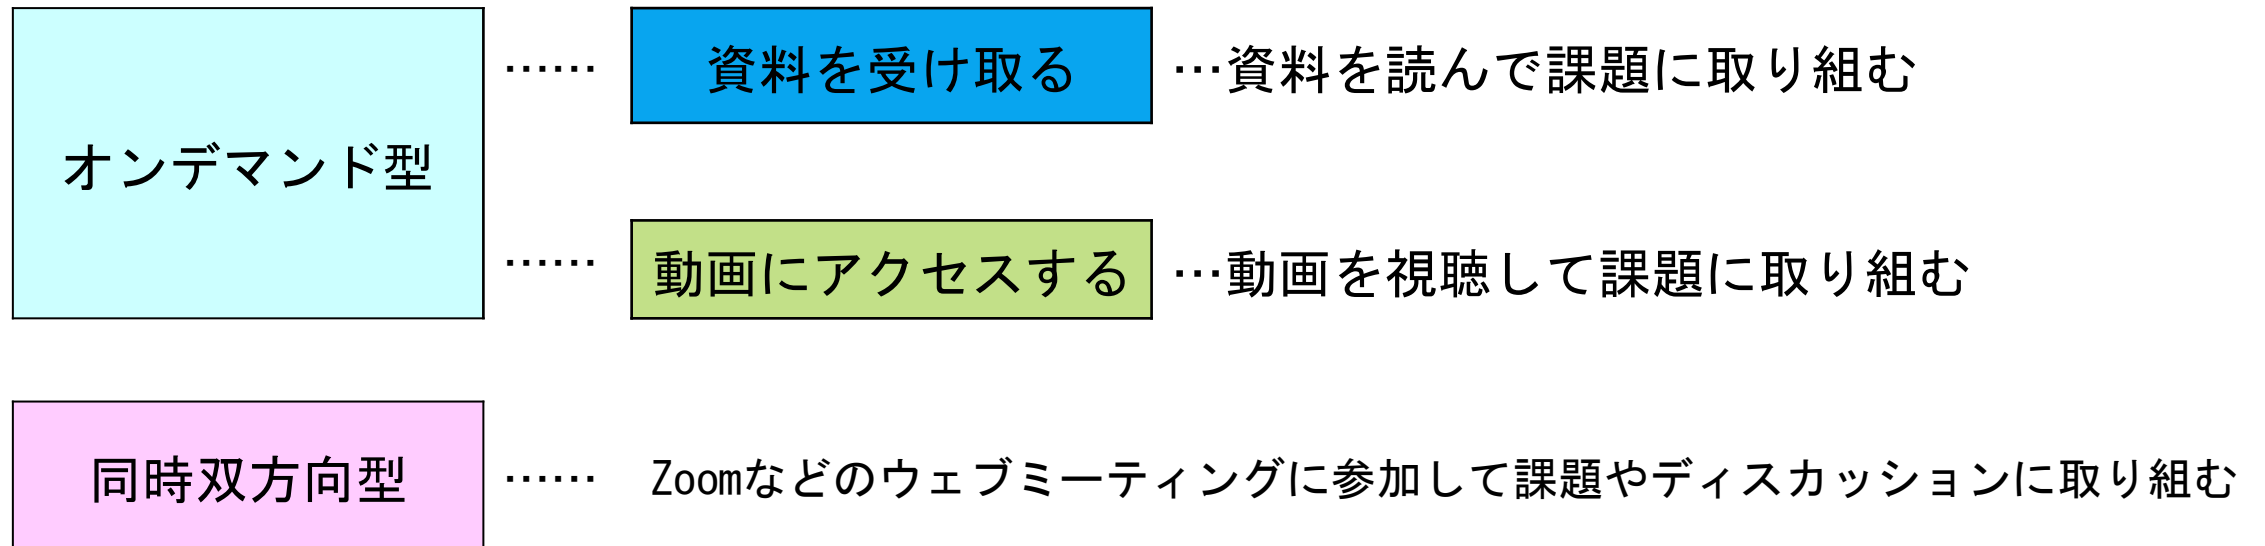 オンデマンド型
……
資料を受け取る
…資料を読んで課題に取り組む
……
動画にアクセスする
…動画を視聴して課題に取り組む
同時双方向型
……
Zoomなどのウェブミーティングに参加して課題やディスカッションに取り組む